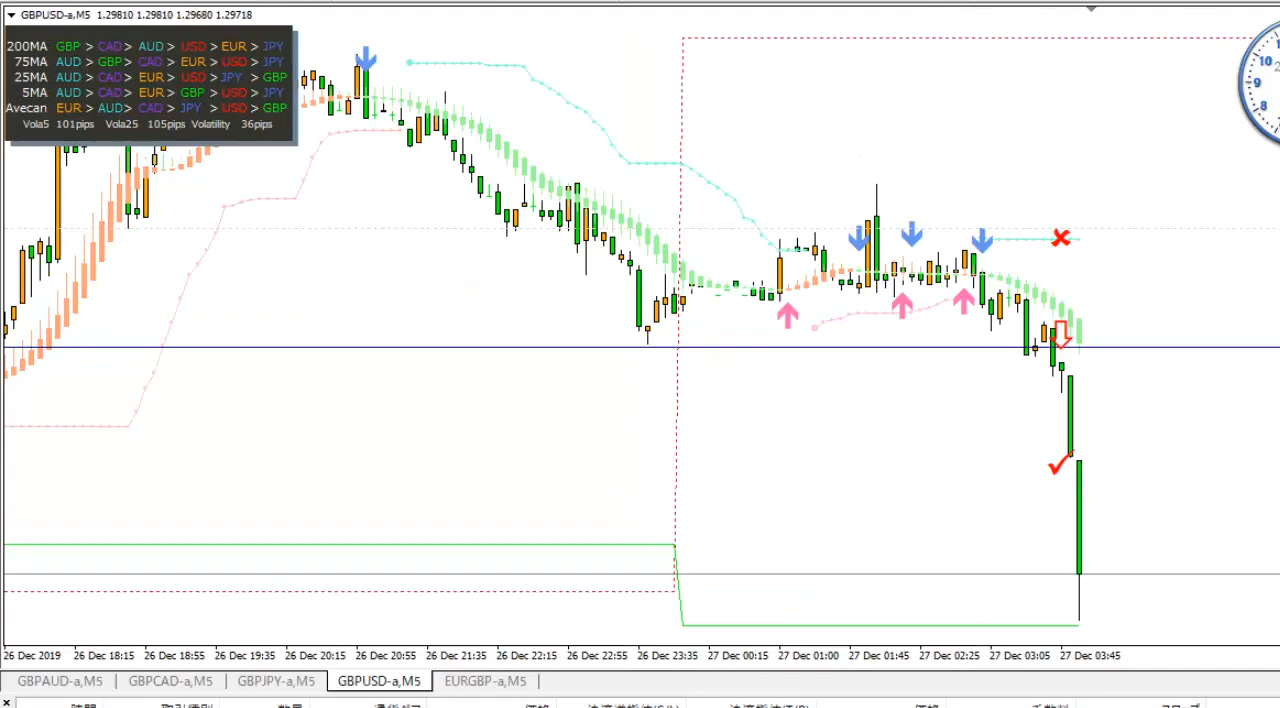 GBPUSD-a,M5 1.29810 1.29810 1.29680 1.29718
200MA GBP > CAD > AUD > USD > EUR > JPY
75MA AUD > GBP > CAD > EUR > USD > JPY
25MA AUD > CAD > EUR > USD > JPY > GBP
5MA AUD > CAD > EUR > GBP > USD > JPY
Avecan EUR > AUD > CAD > JPY > USD > GBP
Vola5 101pips Vola25 105pips Volatility 36pips
10
9
8
26 Dec 2019 26 Dec 18:15 26 Dec 18:55 26 Dec 19:35 26 Dec 20:15 26 Dec 20:55 26 Dec 21:35 26 Dec 22:15 26 Dec 22:55 26 Dec 23:35 27 Dec 00:15 27 Dec 01:00 27 Dec 01:45 27 Dec 02:25 27 Dec 03:05 27 Dec 03:45
GBPAUD-a,M5 GBPCAD-a,M5 GBPJPY-a,M5 GBPUSD-a,M5 EURGBP-a,M5